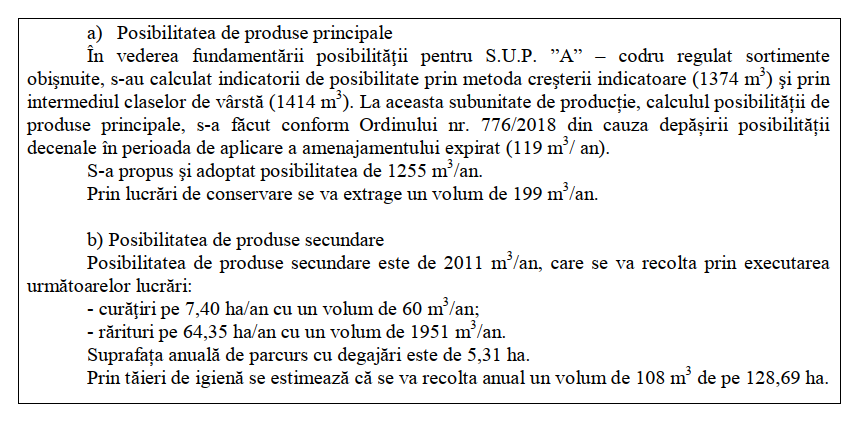 a) Posibilitatea de produse principale
În vederea fundamentării posibilităţii pentru S.U.P. ”A” – codru regulat sortimente
obişnuite, s-au calculat indicatorii de posibilitate prin metoda creşterii indicatoare (1374 m³) şi prin
intermediul claselor de vârstă (1414 m³). La aceasta subunitate de producție, calculul posibilității de
produse principale, s-a făcut conform Ordinului nr. 776/2018 din cauza depășirii posibilității
decenale în perioada de aplicare a amenajamentului expirat (119 m³/ an).
S-a propus şi adoptat posibilitatea de 1255 m³/an.
Prin lucrări de conservare se va extrage un volum de 199 m³/an.
b) Posibilitatea de produse secundare
Posibilitatea de produse secundare este de 2011 m³/an, care se va recolta prin executarea
următoarelor lucrări:
- curăţiri pe 7,40 ha/an cu un volum de 60 m³/an;
- rărituri pe 64,35 ha/an cu un volum de 1951 m³/an.
Suprafața anuală de parcurs cu degajări este de 5,31 ha.
Prin tăieri de igienă se estimează că se va recolta anual un volum de 108 m³ de pe 128,69 ha.